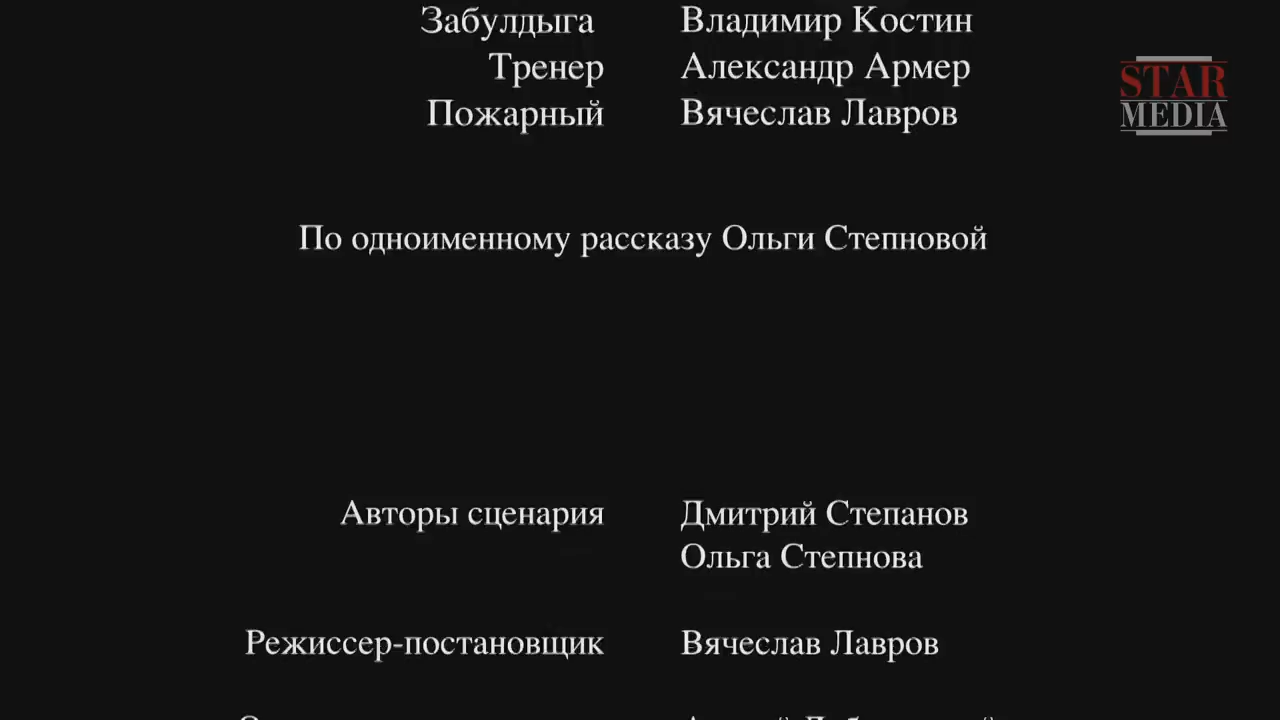 Забулдыга Владимир Костин
Тренер Александр Армер
Пожарный Вячеслав Лавров
STAR
MEDIA
По одноименному рассказу Ольги Степновой
Авторы сценария Дмитрий Степанов
Ольга Степнова
Режиссер-постановщик Вячеслав Лавров